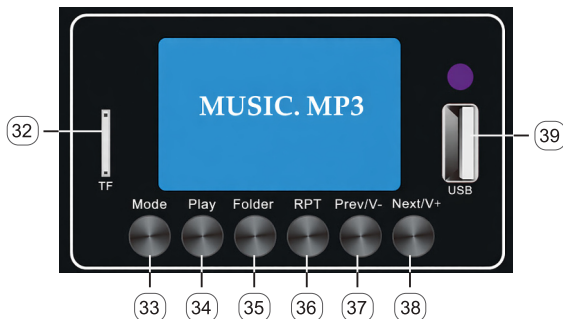 MUSIC. MP3
32
39
TF
USB
Mode Play Folder RPT Prev/V- Next/V+
33 34 35 36 37 38